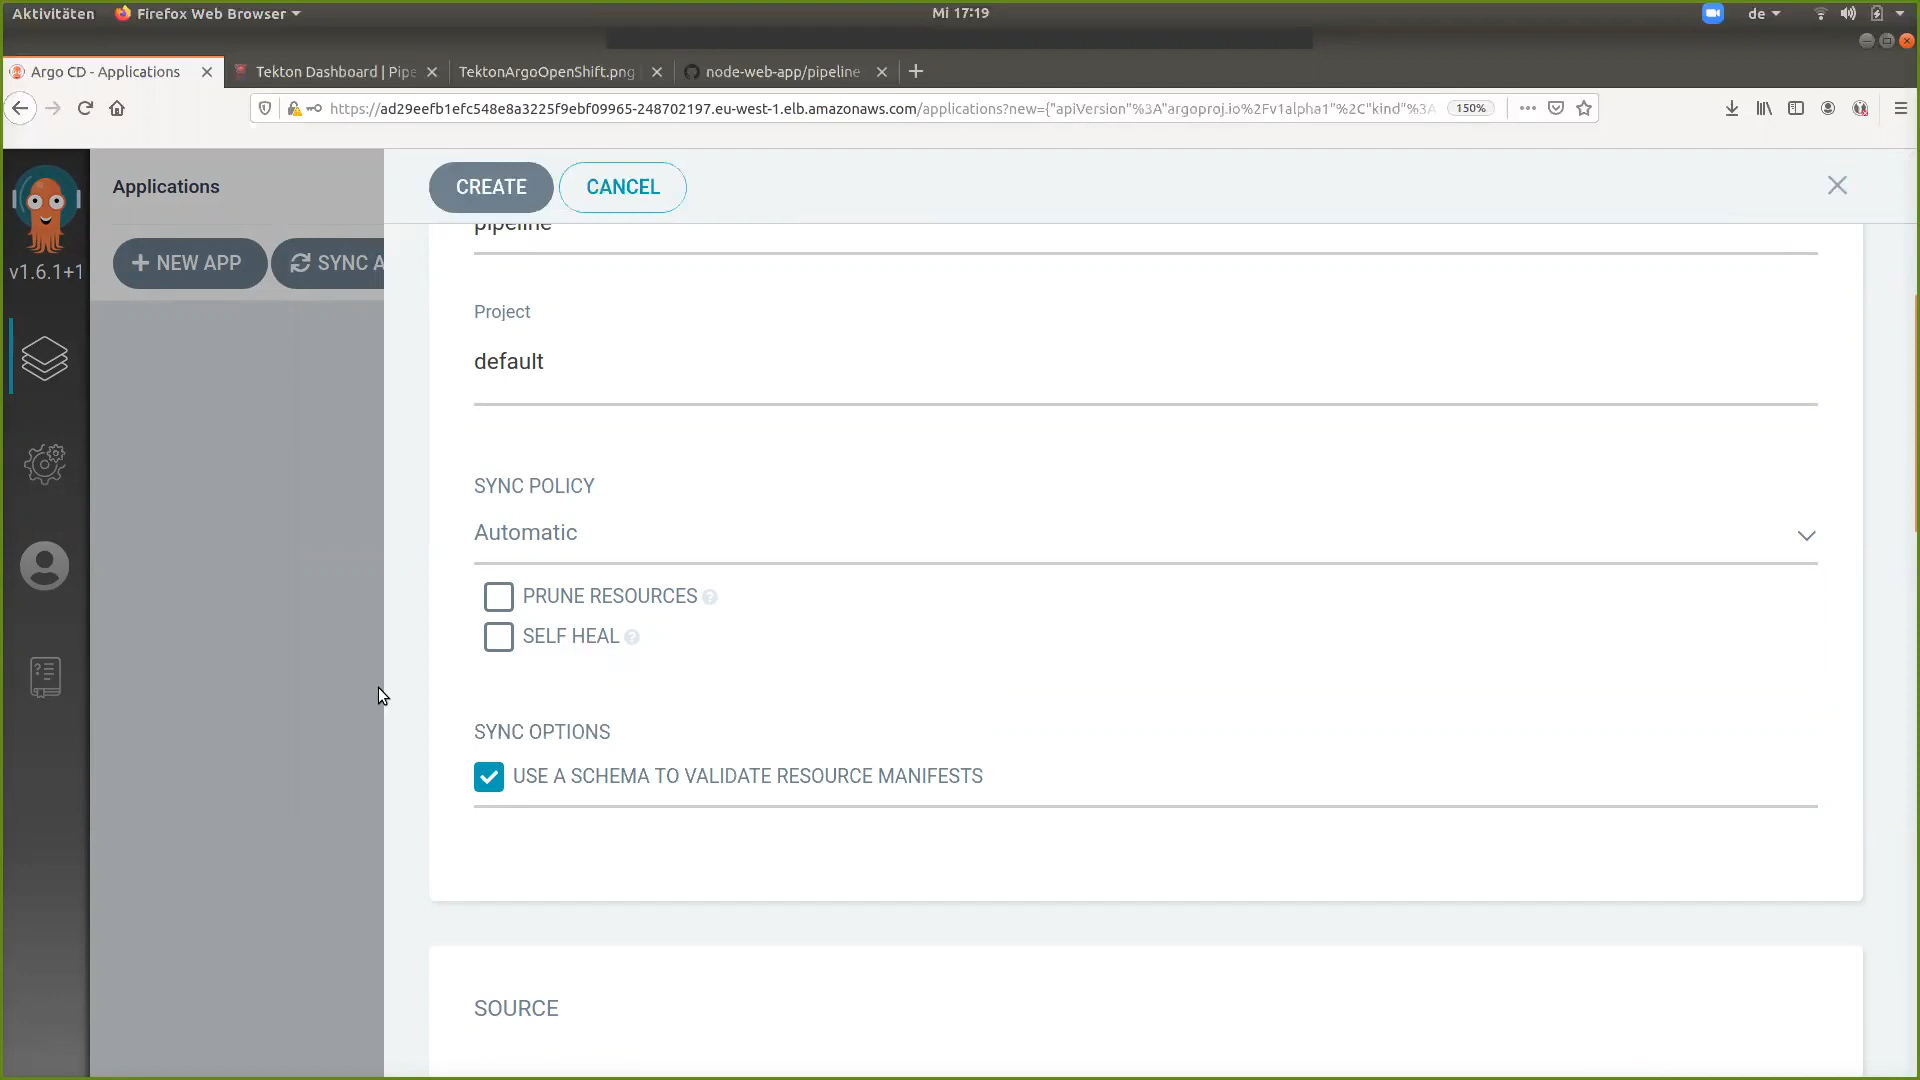 Aktivitäten Firefox Web Browser Mi 17:19 de
Argo CD - Applications Tekton Dashboard | Pipe TektonArgoOpenShift.png node-web-app/pipeline
https://ad29eefb1efc548e8a3225f9ebf09965-248702197.eu-west-1.elb.amazonaws.com/applications?new={"apiVersion"%3A"argoproj.io%2Fv1alpha1"%2C"kind"%3A 150%
Applications
CREATE CANCEL
v1.6.1+1
NEW APP SYNC A
pipeline
Project
default
SYNC POLICY
Automatic
PRUNE RESOURCES ?
SELF HEAL ?
SYNC OPTIONS
USE A SCHEMA TO VALIDATE RESOURCE MANIFESTS
SOURCE